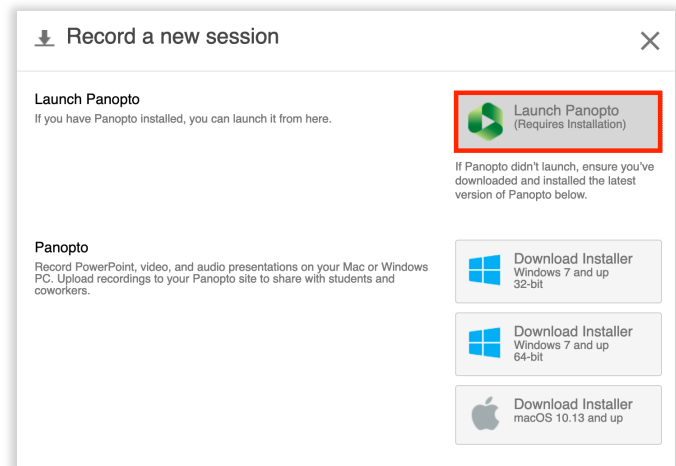 Record a new session
Launch Panopto
If you have Panopto installed, you can launch it from here.
Launch Panopto
(Requires Installation)
If Panopto didn't launch, ensure you've
downloaded and installed the latest
version of Panopto below.
Panopto
Record PowerPoint, video, and audio presentations on your Mac or Windows
PC. Upload recordings to your Panopto site to share with students and
coworkers.
Download Installer
Windows 7 and up
32-bit
Download Installer
Windows 7 and up
64-bit
Download Installer
macOS 10.13 and up